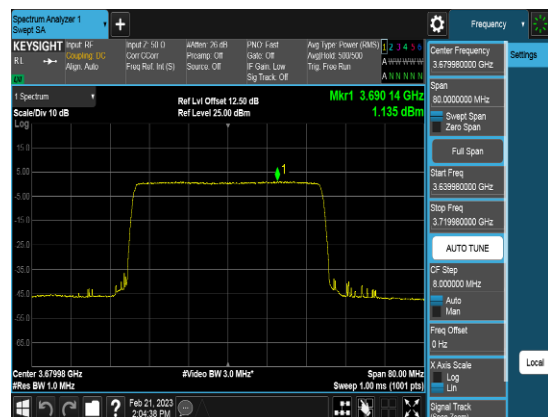 Spectrum Analyzer 1
Swept SA
Frequency
KEYSIGHT
Input: RF
Input Z: 50 Ω
#Atten: 26 dB
PNO: Fast
Avg Type: Power (RMS)
1 2 3 4 5 6
R L
Coupling: DC
Corr CCorr
Preamp: Off
Gate: Off
Avg|Hold: 500/500
A W W W W W
Align: Auto
Freq Ref: Int (S)
Source: Off
IF Gain: Low
Trig: Free Run
Sig Track: Off
A N N N N N
1 Spectrum
Ref Lvl Offset 12.50 dB
Mkr1 3.690 14 GHz
Scale/Div 10 dB
Ref Level 25.00 dBm
1.135 dBm
Log
15.0
5.00
1
-5.00
-15.0
-25.0
-35.0
-45.0
-55.0
-65.0
Center 3.67998 GHz
#Video BW 3.0 MHz*
Span 80.00 MHz
#Res BW 1.0 MHz
Sweep 1.00 ms (1001 pts)
Feb 21, 2023
2:04:38 PM
Center Frequency
3.679980000 GHz
Settings
Span
80.0000000 MHz
Swept Span
Zero Span
Full Span
Start Freq
3.639980000 GHz
Stop Freq
3.719980000 GHz
AUTO TUNE
CF Step
8.000000 MHz
Auto
Man
Freq Offset
0 Hz
X Axis Scale
Log
Lin
Local
Signal Track
(Span Zoom)